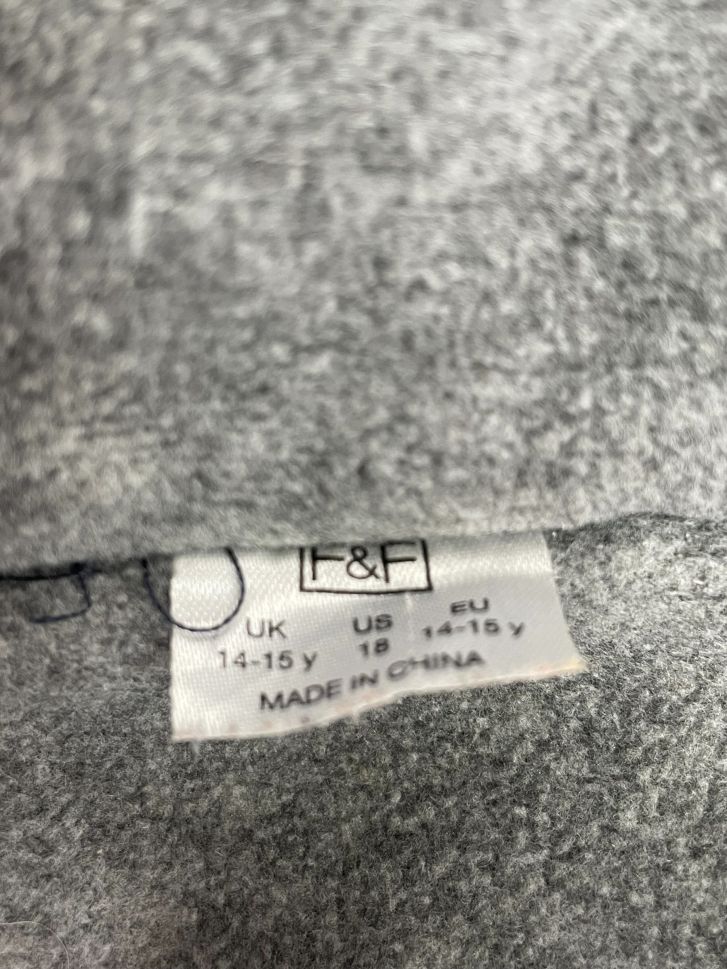 F&F
UK US EU
14-15 y 18 14-15 y
MADE IN CHINA